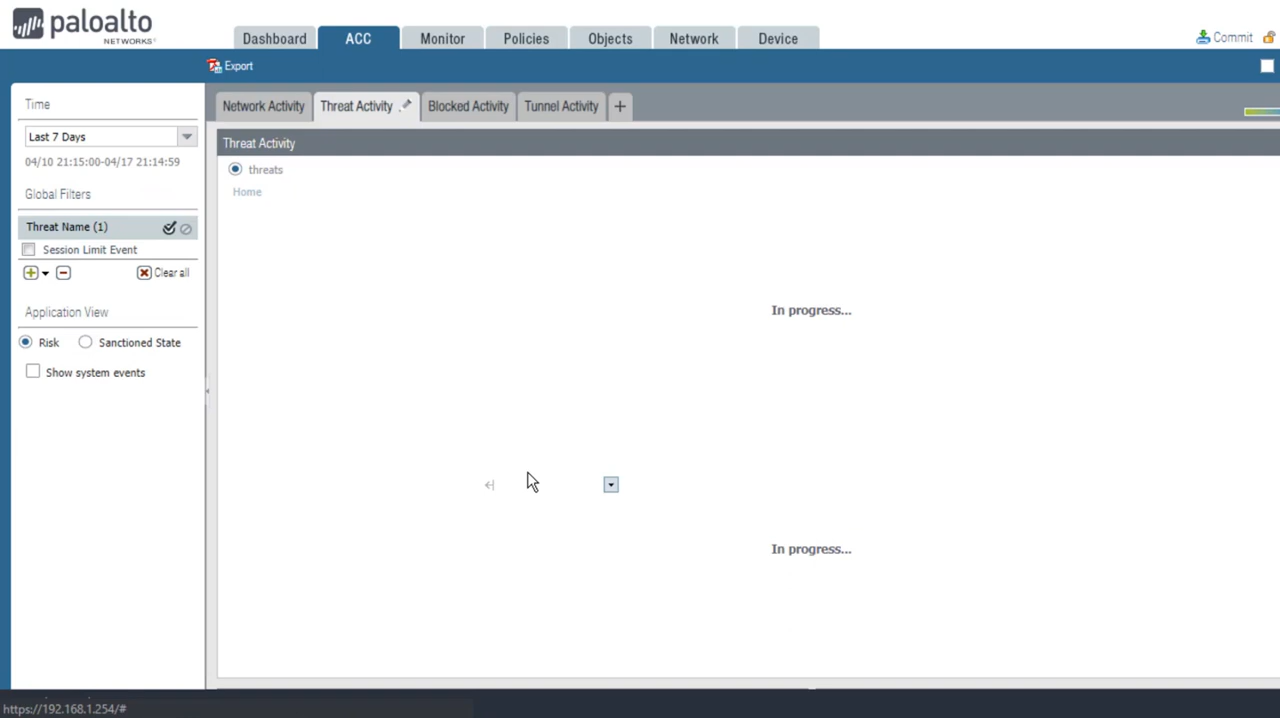 paloalto
NETWORKS
Dashboard
ACC
Monitor
Policies
Objects
Network
Device
Commit
Export
Time
Last 7 Days
04/10 21:15:00-04/17 21:14:59
Global Filters
Threat Name (1)
Session Limit Event
Clear all
Application View
Risk
Sanctioned State
Show system events
Network Activity
Threat Activity
Blocked Activity
Tunnel Activity
Threat Activity
threats
Home
In progress...
In progress...
https://192.168.1.254/#